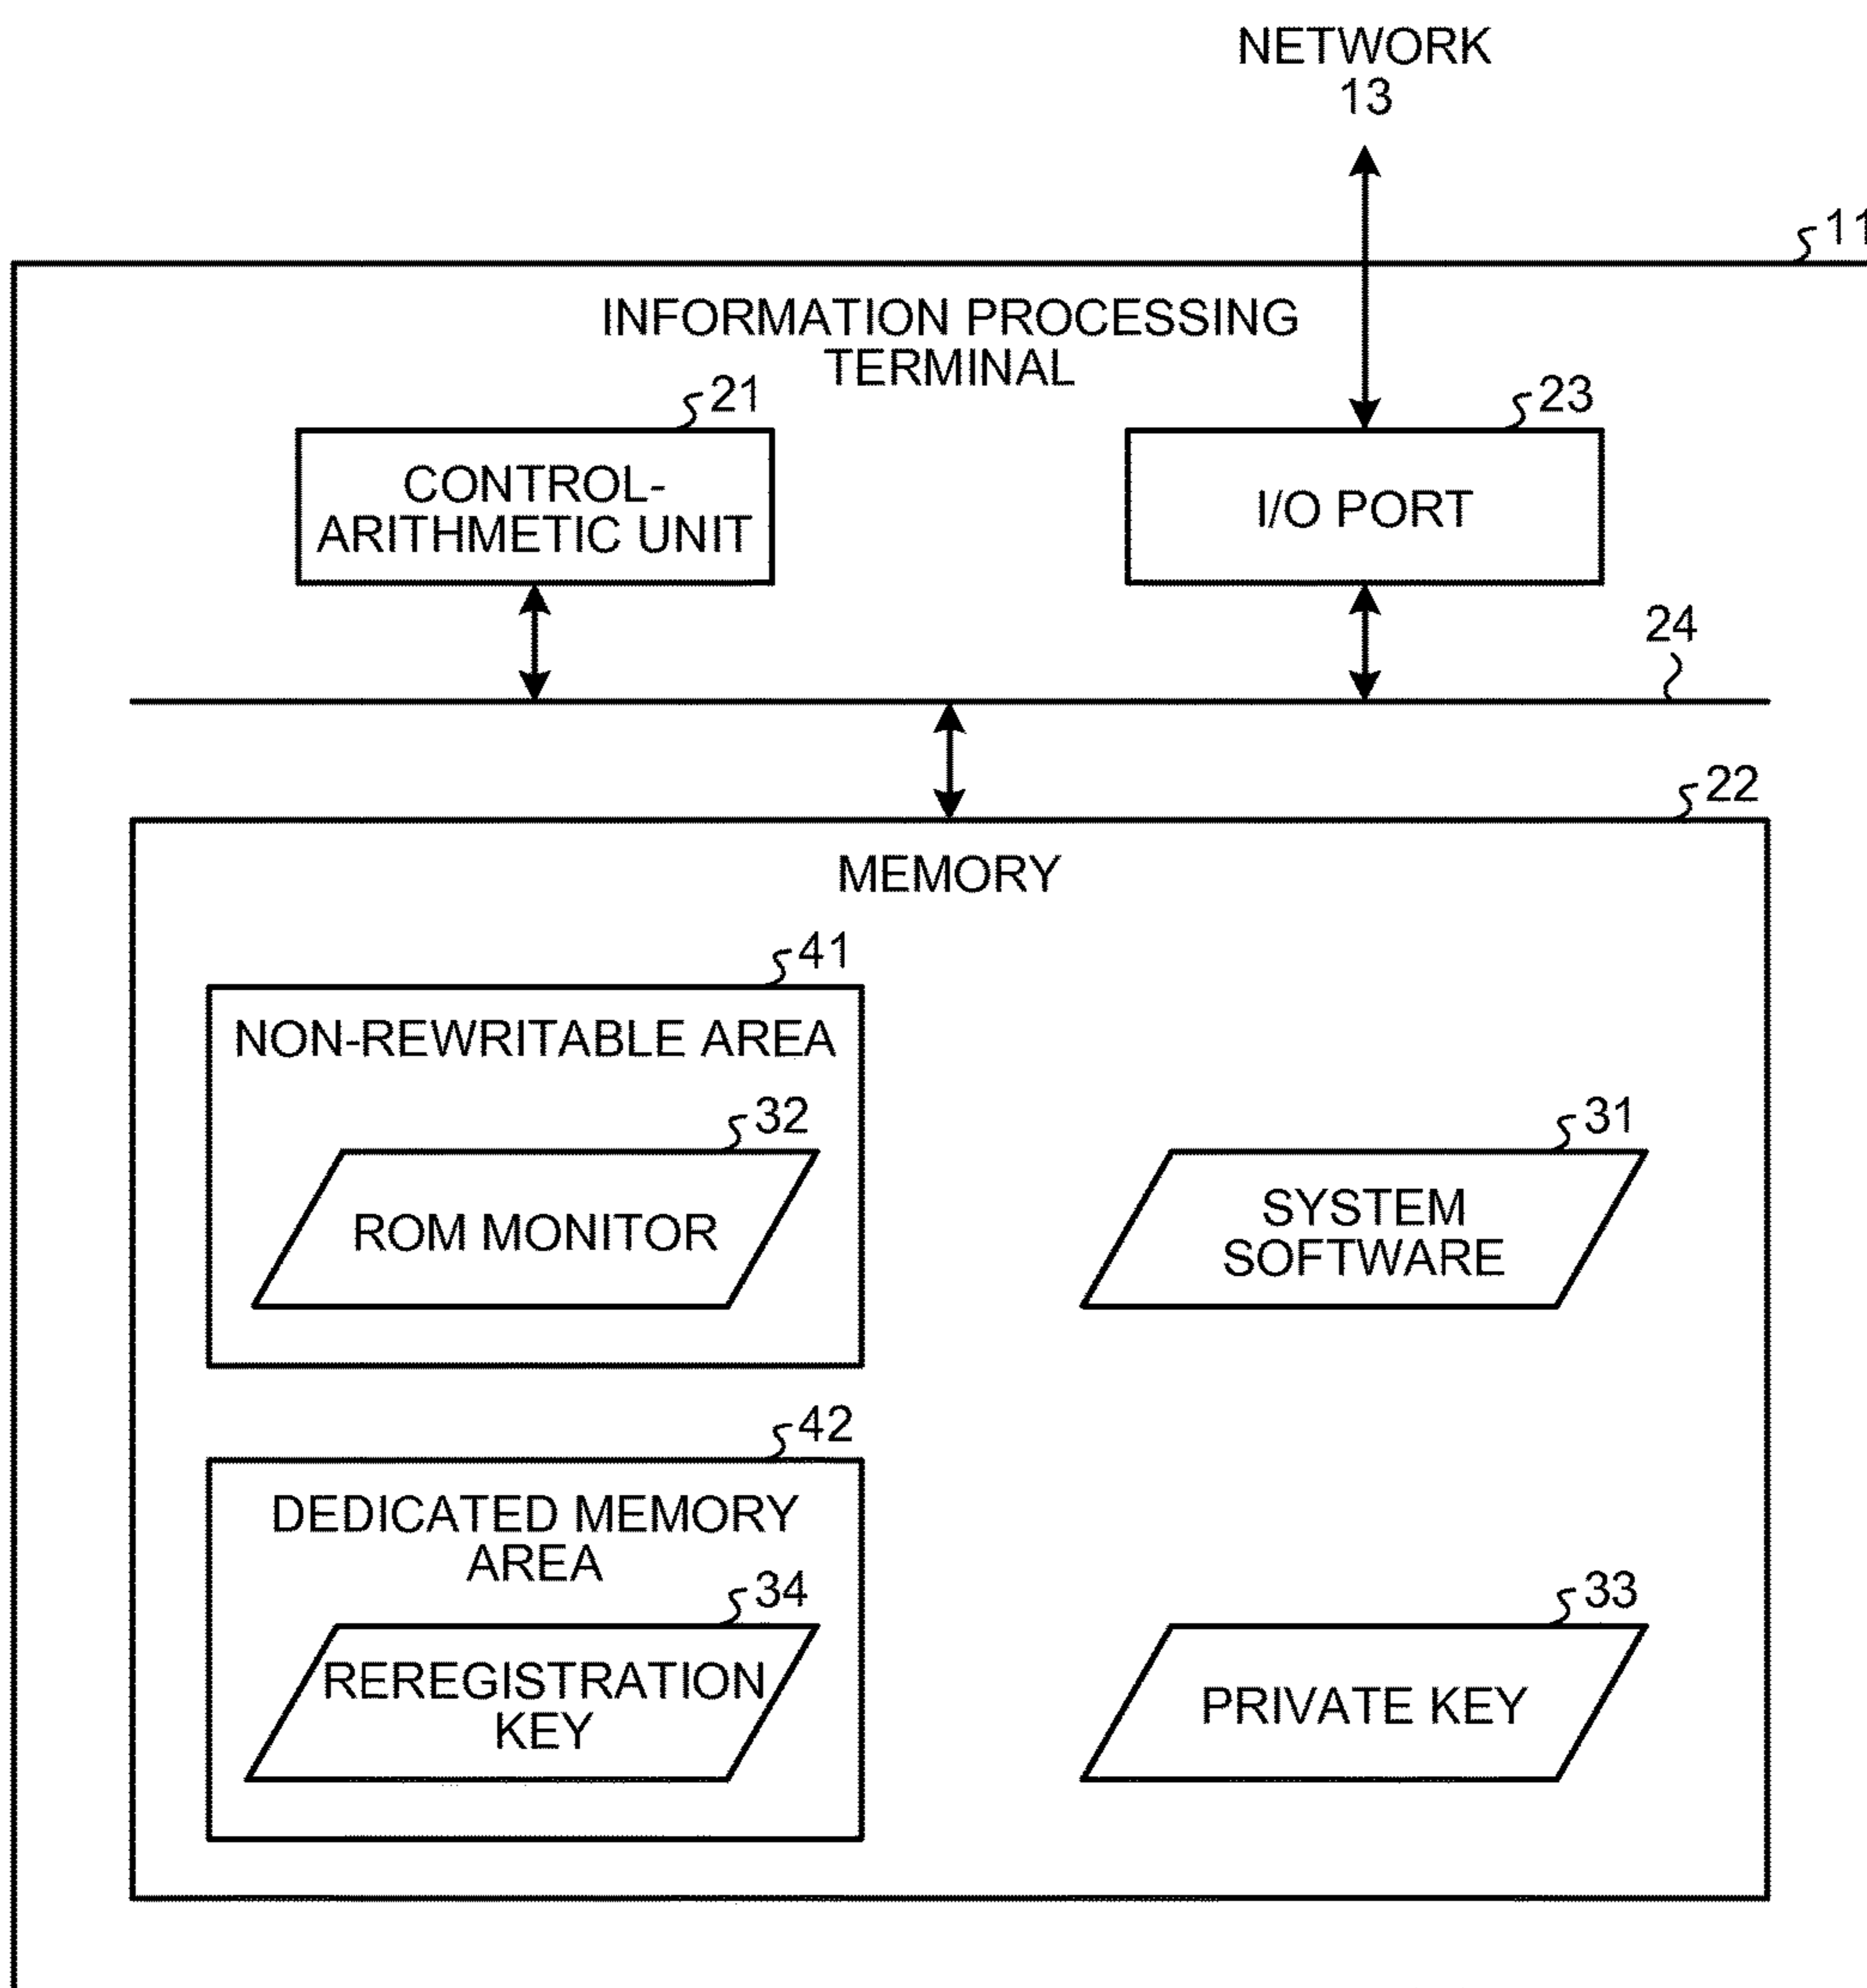 NETWORK
13
11
INFORMATION PROCESSING
TERMINAL
21
23
CONTROL-
ARITHMETIC UNIT
I/O PORT
24
22
MEMORY
41
NON-REWRITABLE AREA
32
31
ROM MONITOR
SYSTEM
SOFTWARE
42
DEDICATED MEMORY
AREA
34
33
REREGISTRATION
KEY
PRIVATE KEY